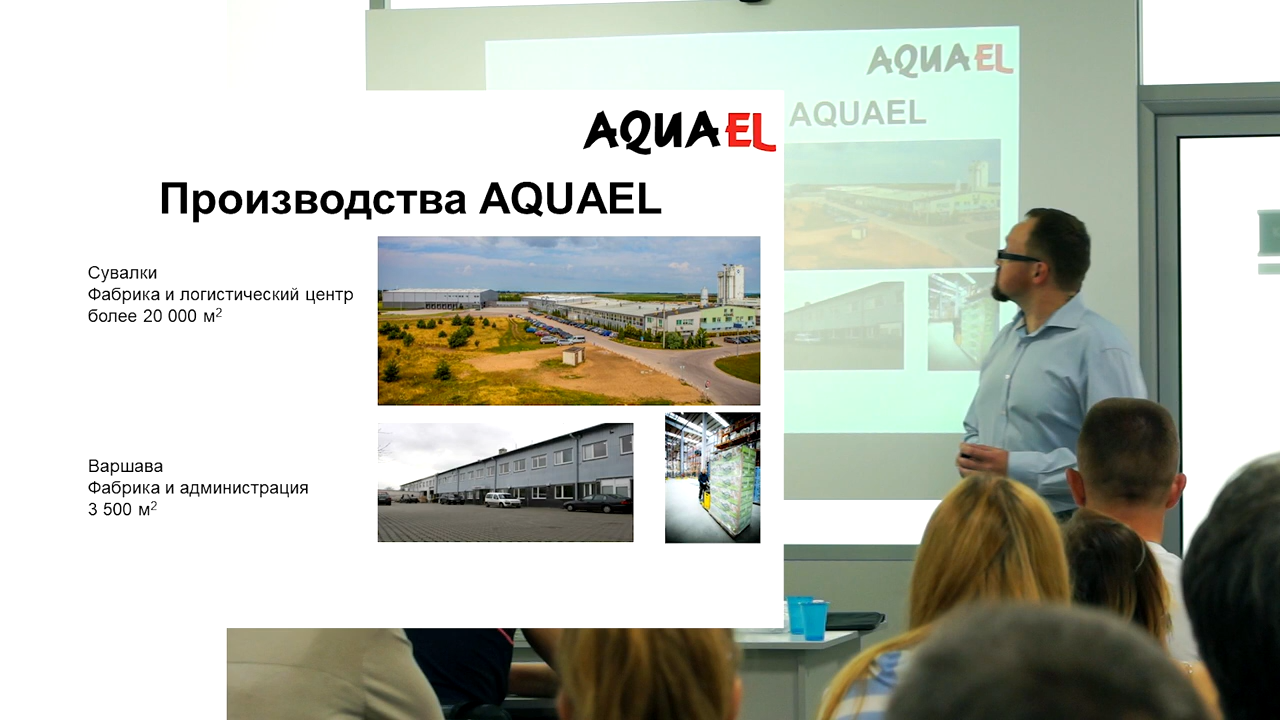 AQUAEL
AQUAEL
AQUAEL
Производства AQUAEL
Сувалки
Фабрика и логистический центр
более 20 000 м²
Варшава
Фабрика и администрация
3 500 м²